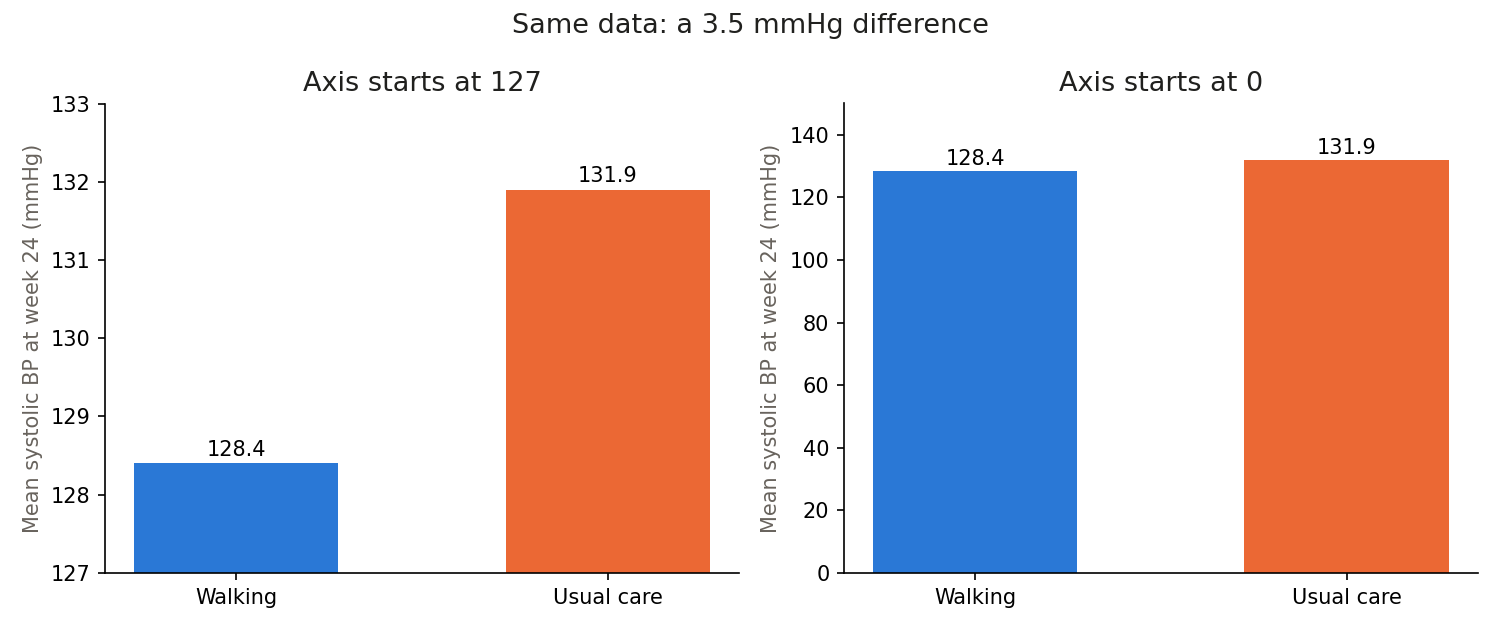 Same data: a 3.5 mmHg difference
Axis starts at 127
Mean systolic BP at week 24 (mmHg)
133
132
131
130
129
128
127
128.4
131.9
Walking
Usual care
Axis starts at 0
Mean systolic BP at week 24 (mmHg)
140
120
100
80
60
40
20
0
128.4
131.9
Walking
Usual care